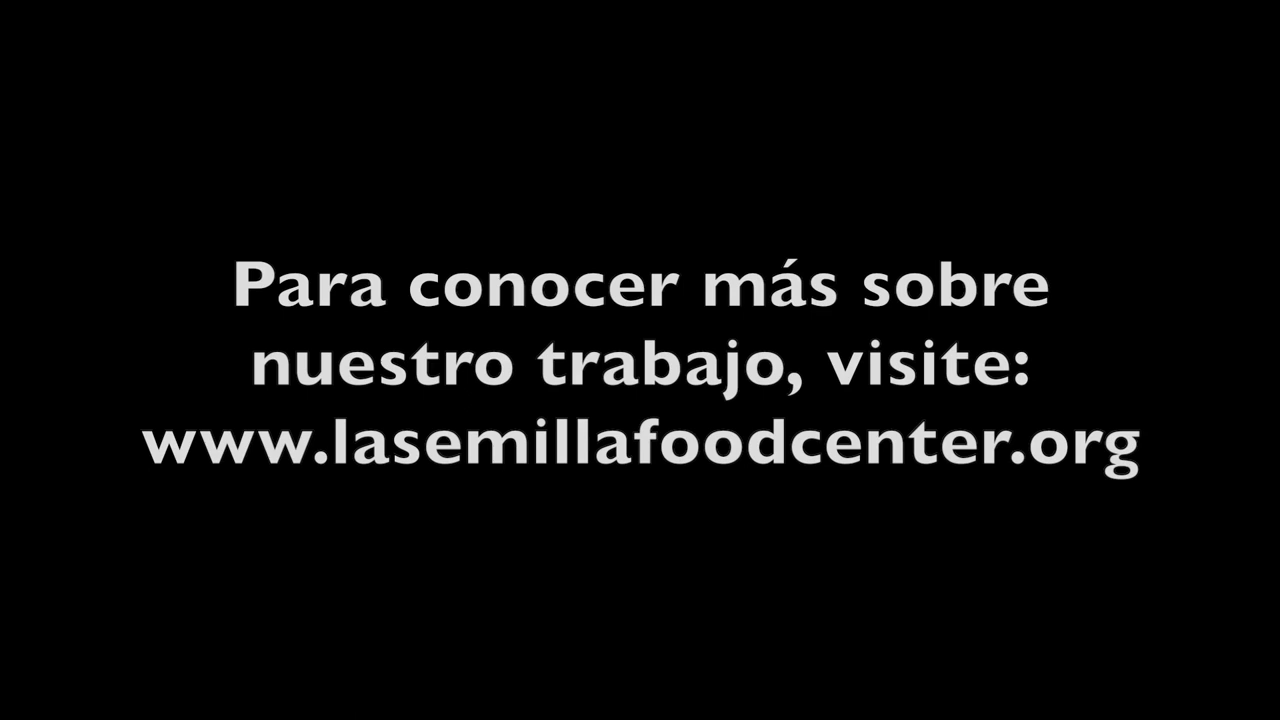 Para conocer más sobre
nuestro trabajo, visite:
www.lasemillafoodcenter.org